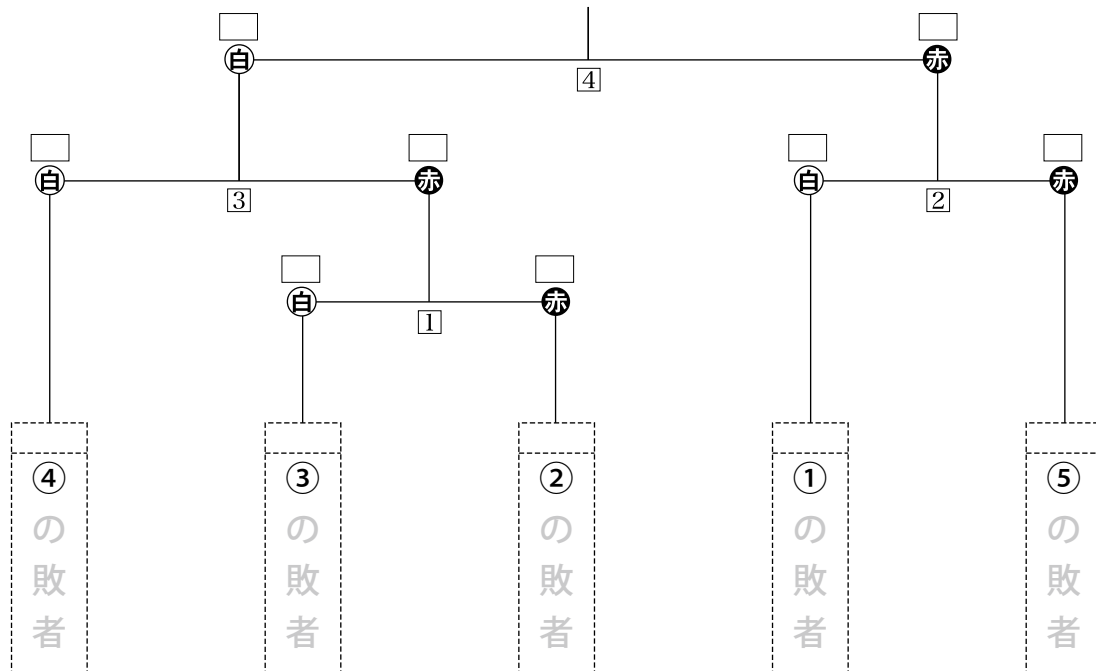 白 赤
4
白 赤 白 赤
3 2
白 赤
1
④の敗者
③の敗者
②の敗者
①の敗者
⑤の敗者